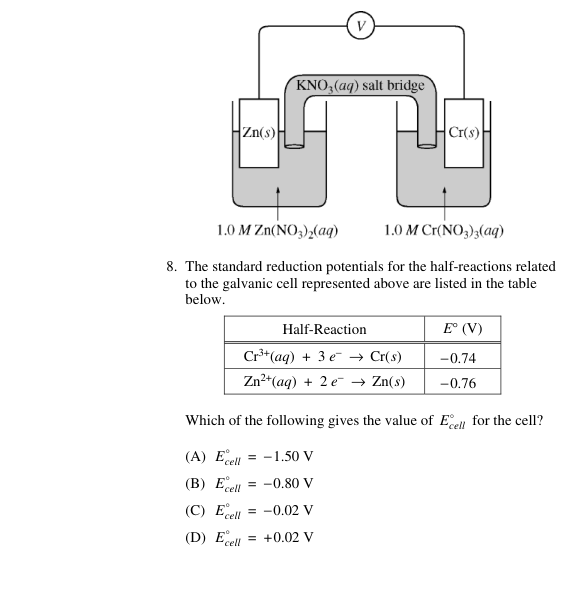 V
KNO₃(aq) salt bridge
Zn(s)
Cr(s)
1.0 M Zn(NO₃)₂(aq)
1.0 M Cr(NO₃)₃(aq)
8. The standard reduction potentials for the half-reactions related
to the galvanic cell represented above are listed in the table
below.
Half-Reaction E° (V)
Cr³⁺(aq) + 3 e⁻ → Cr(s) −0.74
Zn²⁺(aq) + 2 e⁻ → Zn(s) −0.76
Which of the following gives the value of E°cell for the cell?
(A) E°cell = −1.50 V
(B) E°cell = −0.80 V
(C) E°cell = −0.02 V
(D) E°cell = +0.02 V